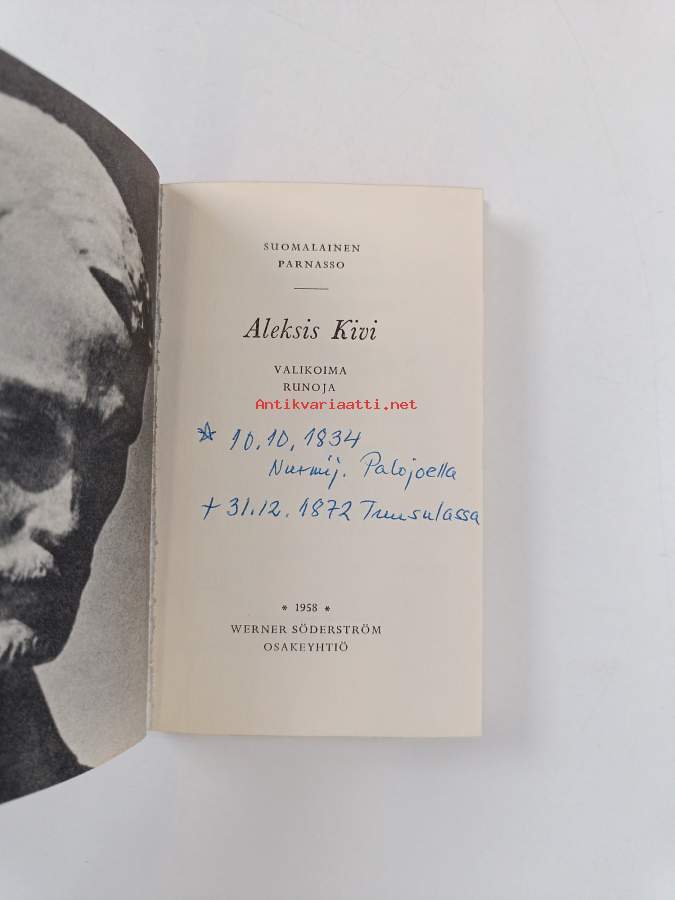 SUOMALAINEN
PARNASSO
Aleksis Kivi
VALIKOIMA
RUNOJA
Antikvariaatti.net
* 10.10.1834
Nurmij. Palojoella
+ 31.12.1872 Tuusulassa
* 1958 *
WERNER SÖDERSTRÖM
OSAKEYHTIÖ